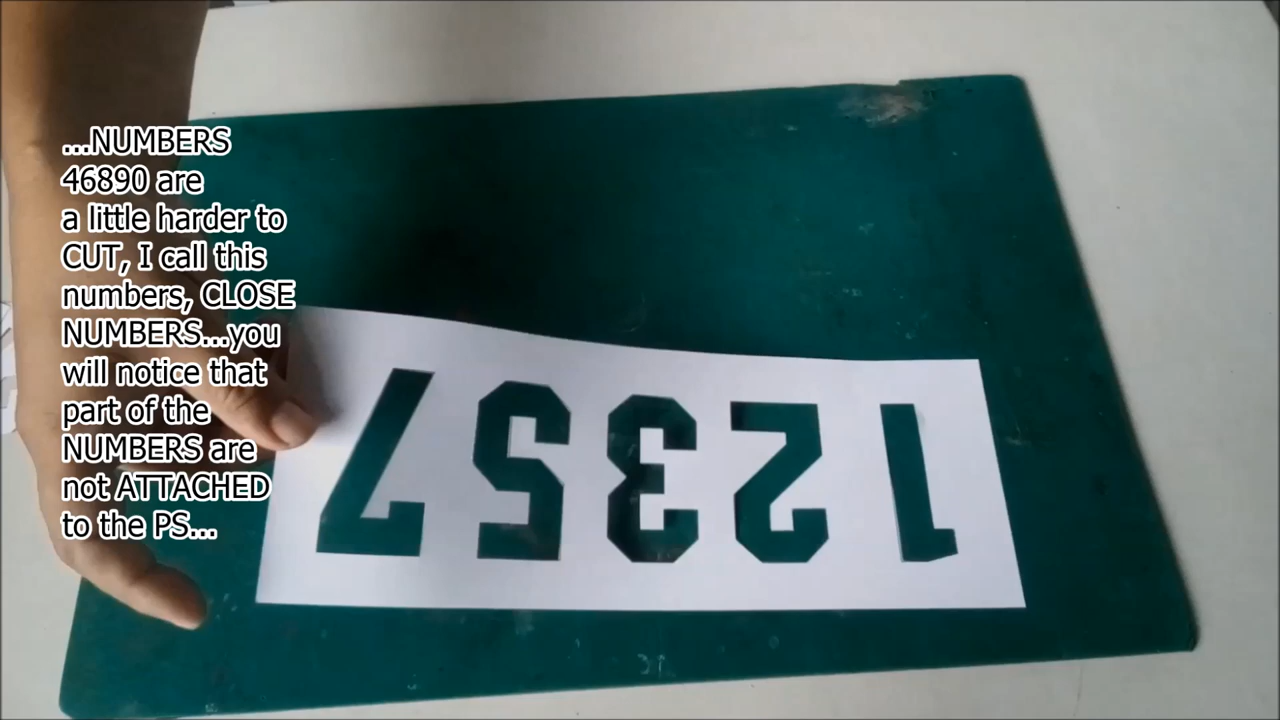 ...NUMBERS
46890 are
a little harder to
CUT, I call this
numbers, CLOSE
NUMBERS...you
will notice that
part of the
NUMBERS are
not ATTACHED
to the PS...
12357